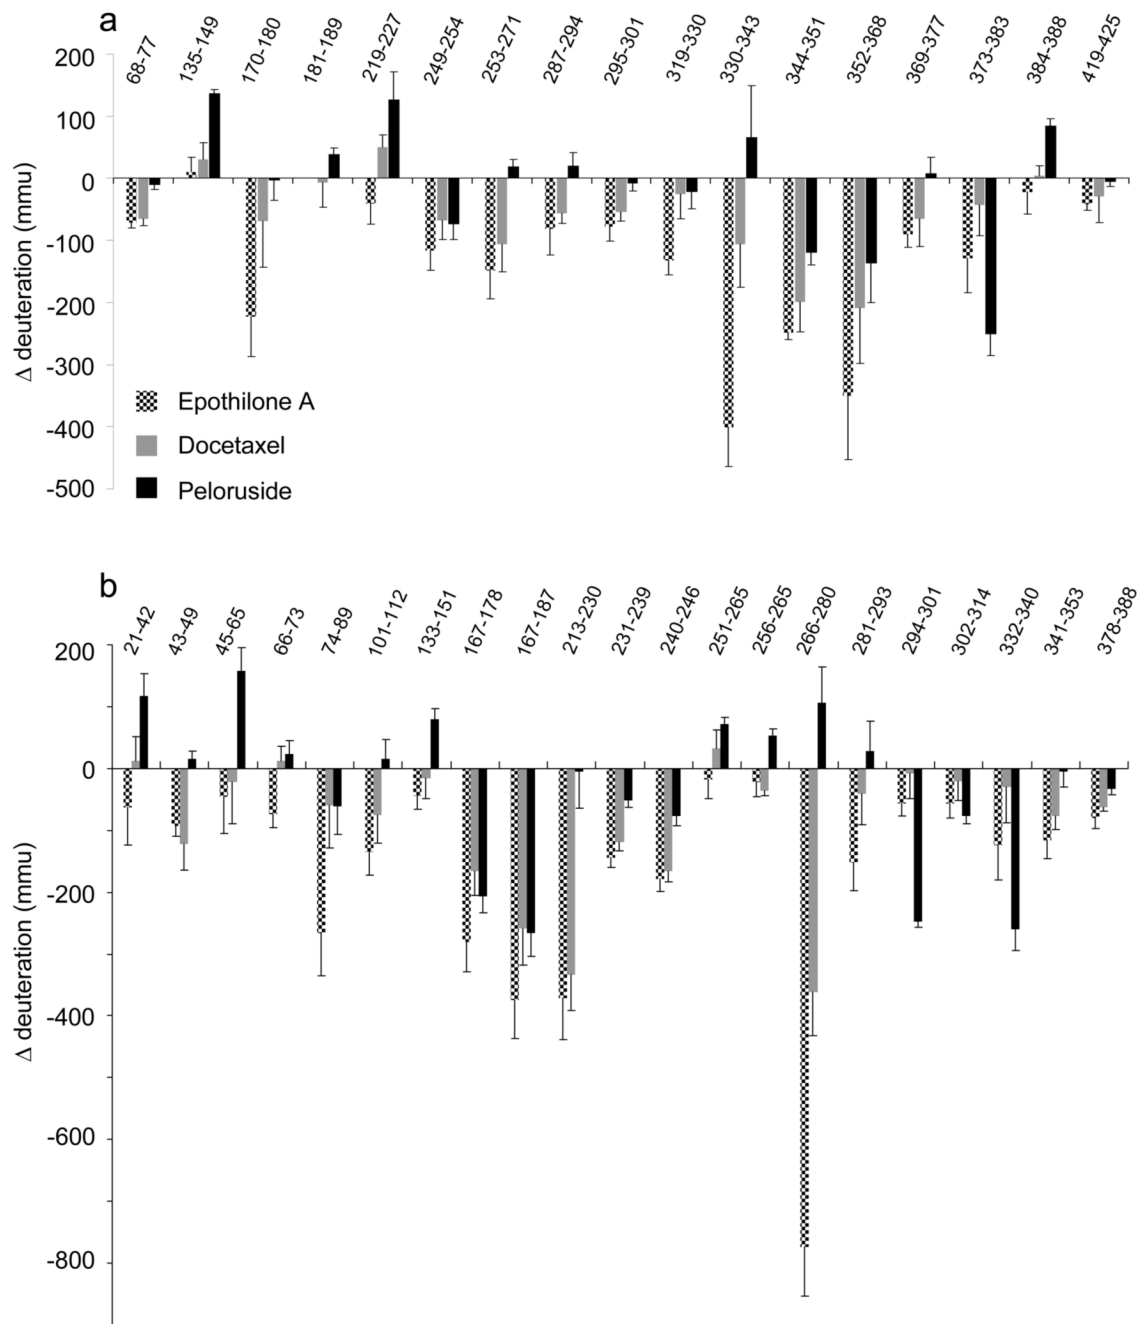 a
68-77 135-149 170-180 181-189 219-227 249-254 253-271 287-294 295-301 319-330 330-343 344-351 352-368 369-377 373-383 384-388 419-425
200
100
0
-100
-200
-300
-400
-500
Δ deuteration (mmu)
Epothilone A
Docetaxel
Peloruside
b
21-42 43-49 45-65 66-73 74-89 101-112 133-151 167-178 167-187 213-230 231-239 240-246 251-265 256-265 266-280 281-293 294-301 302-314 332-340 341-353 378-388
200
0
-200
-400
-600
-800
Δ deuteration (mmu)